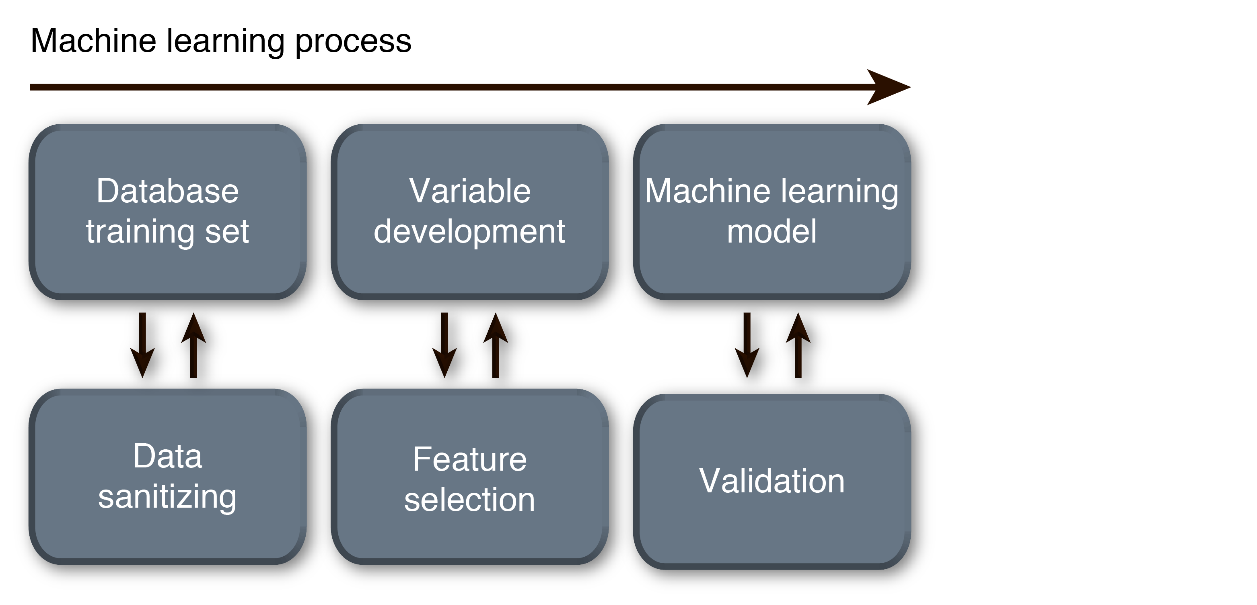 Machine learning process
Database
training set
Variable
development
Machine learning
model
Data
sanitizing
Feature
selection
Validation